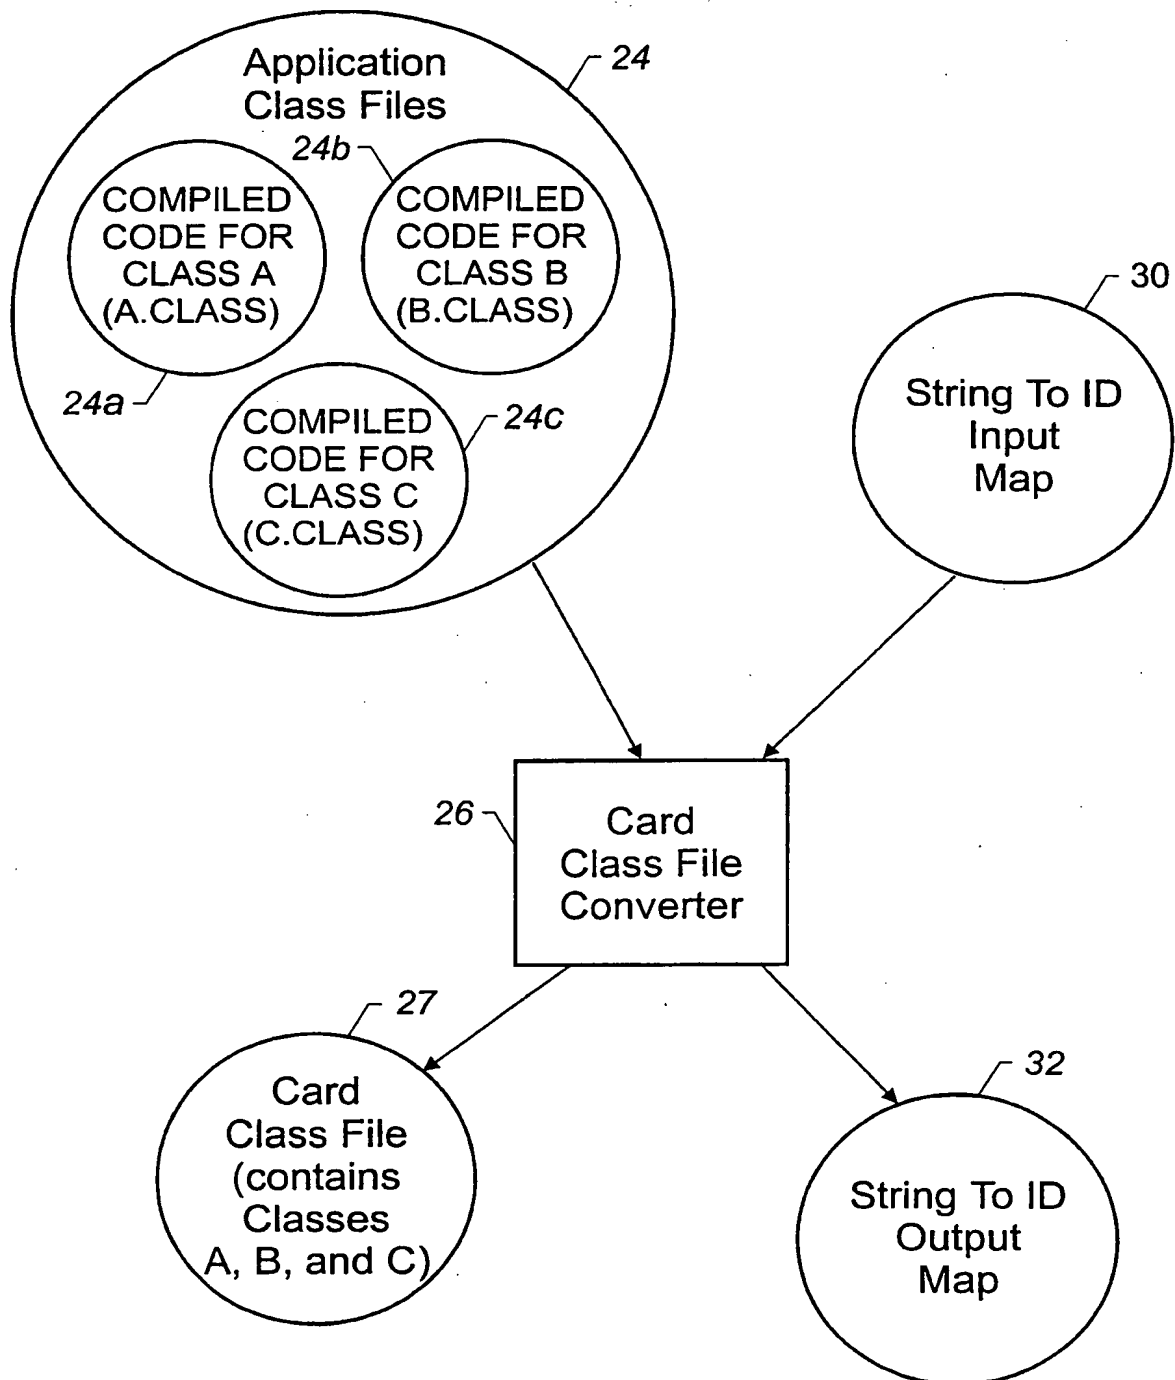 Application
Class Files
24
24b
COMPILED
CODE FOR
CLASS A
(A.CLASS)
COMPILED
CODE FOR
CLASS B
(B.CLASS)
24a
COMPILED
CODE FOR
CLASS C
(C.CLASS)
24c
30
String To ID
Input
Map
26
Card
Class File
Converter
27
Card
Class File
(contains
Classes
A, B, and C)
32
String To ID
Output
Map